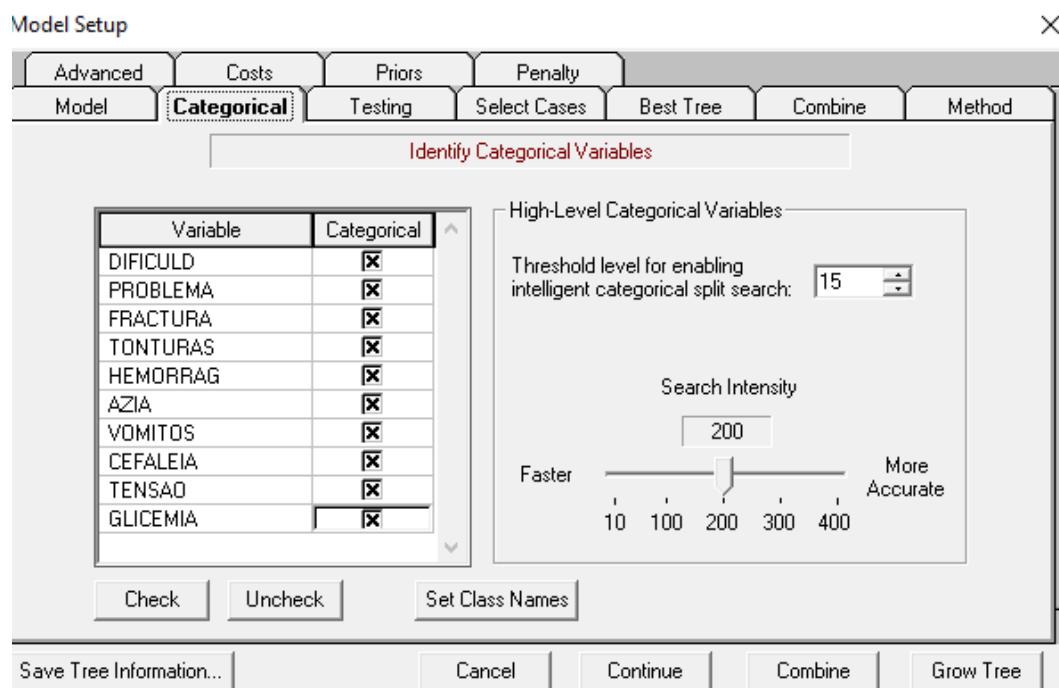 Model Setup
Advanced Costs Priors Penalty
Model Categorical Testing Select Cases Best Tree Combine Method
Identify Categorical Variables
Variable Categorical
DIFICULD
PROBLEMA
FRACTURA
TONTURAS
HEMORRAG
AZIA
VOMITOS
CEFALEIA
TENSAO
GLICEMIA
High-Level Categorical Variables
Threshold level for enabling
intelligent categorical split search: 15
Search Intensity
200
Faster
More
Accurate
10 100 200 300 400
Check Uncheck Set Class Names
Save Tree Information... Cancel Continue Combine Grow Tree